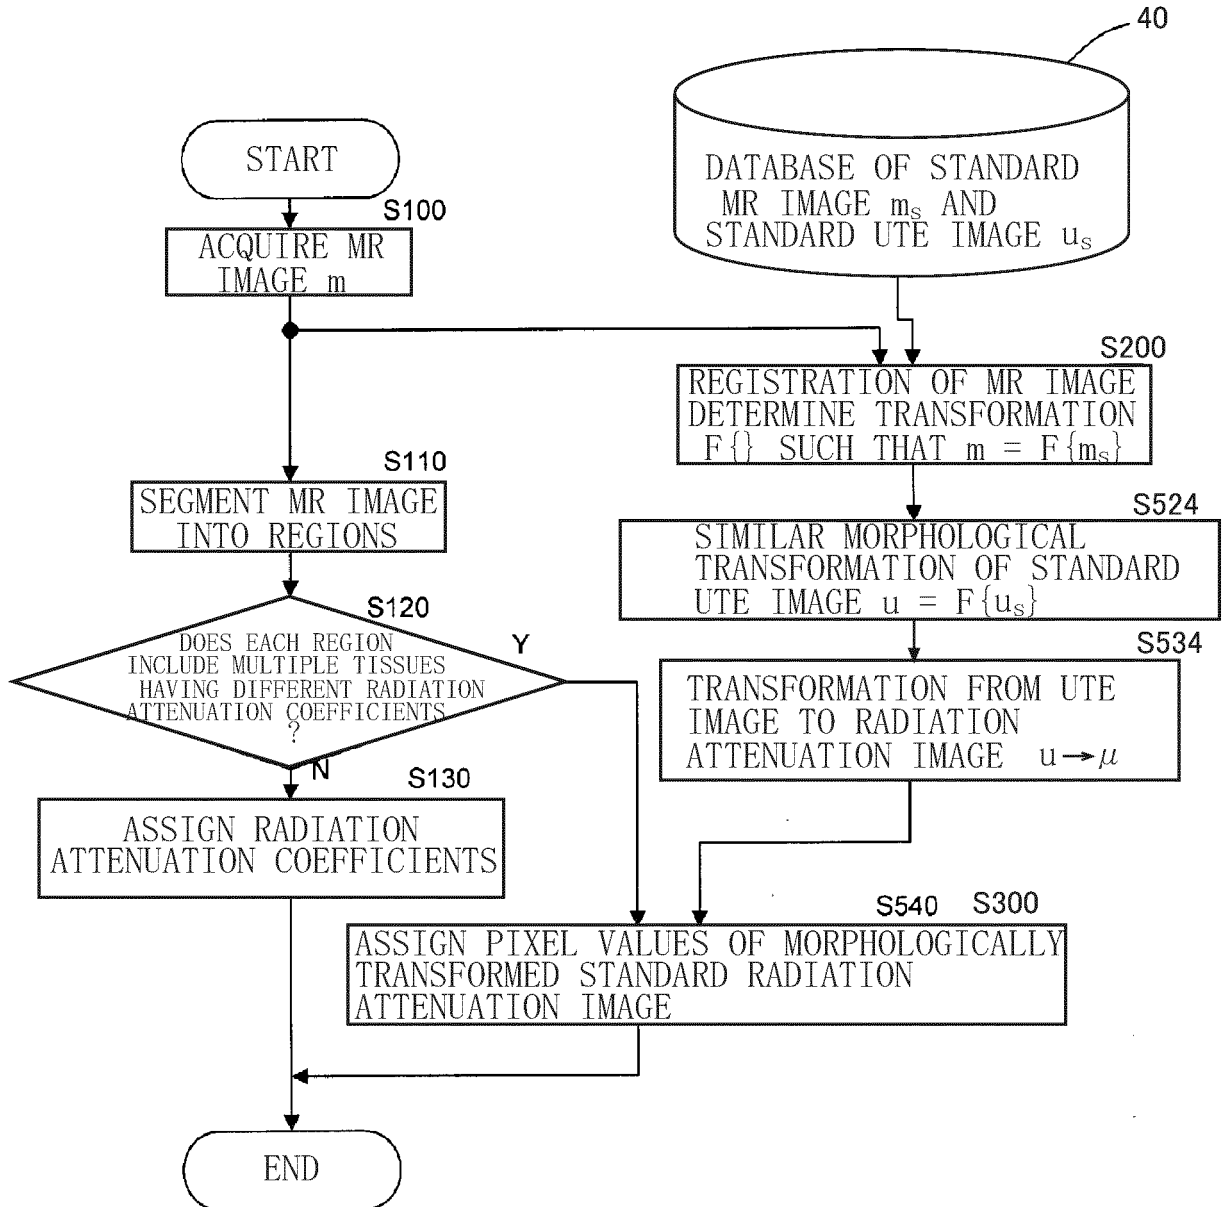 40
DATABASE OF STANDARD
MR IMAGE mₛ AND
STANDARD UTE IMAGE uₛ
START
S100
ACQUIRE MR
IMAGE m
S200
REGISTRATION OF MR IMAGE
DETERMINE TRANSFORMATION
F{} SUCH THAT m = F{mₛ}
S110
SEGMENT MR IMAGE
INTO REGIONS
S524
SIMILAR MORPHOLOGICAL
TRANSFORMATION OF STANDARD
UTE IMAGE u = F{uₛ}
S120
DOES EACH REGION
INCLUDE MULTIPLE TISSUES
HAVING DIFFERENT RADIATION
ATTENUATION COEFFICIENTS
?
Y
N
S534
TRANSFORMATION FROM UTE
IMAGE TO RADIATION
ATTENUATION IMAGE u→μ
S130
ASSIGN RADIATION
ATTENUATION COEFFICIENTS
S540 S300
ASSIGN PIXEL VALUES OF MORPHOLOGICALLY
TRANSFORMED STANDARD RADIATION
ATTENUATION IMAGE
END